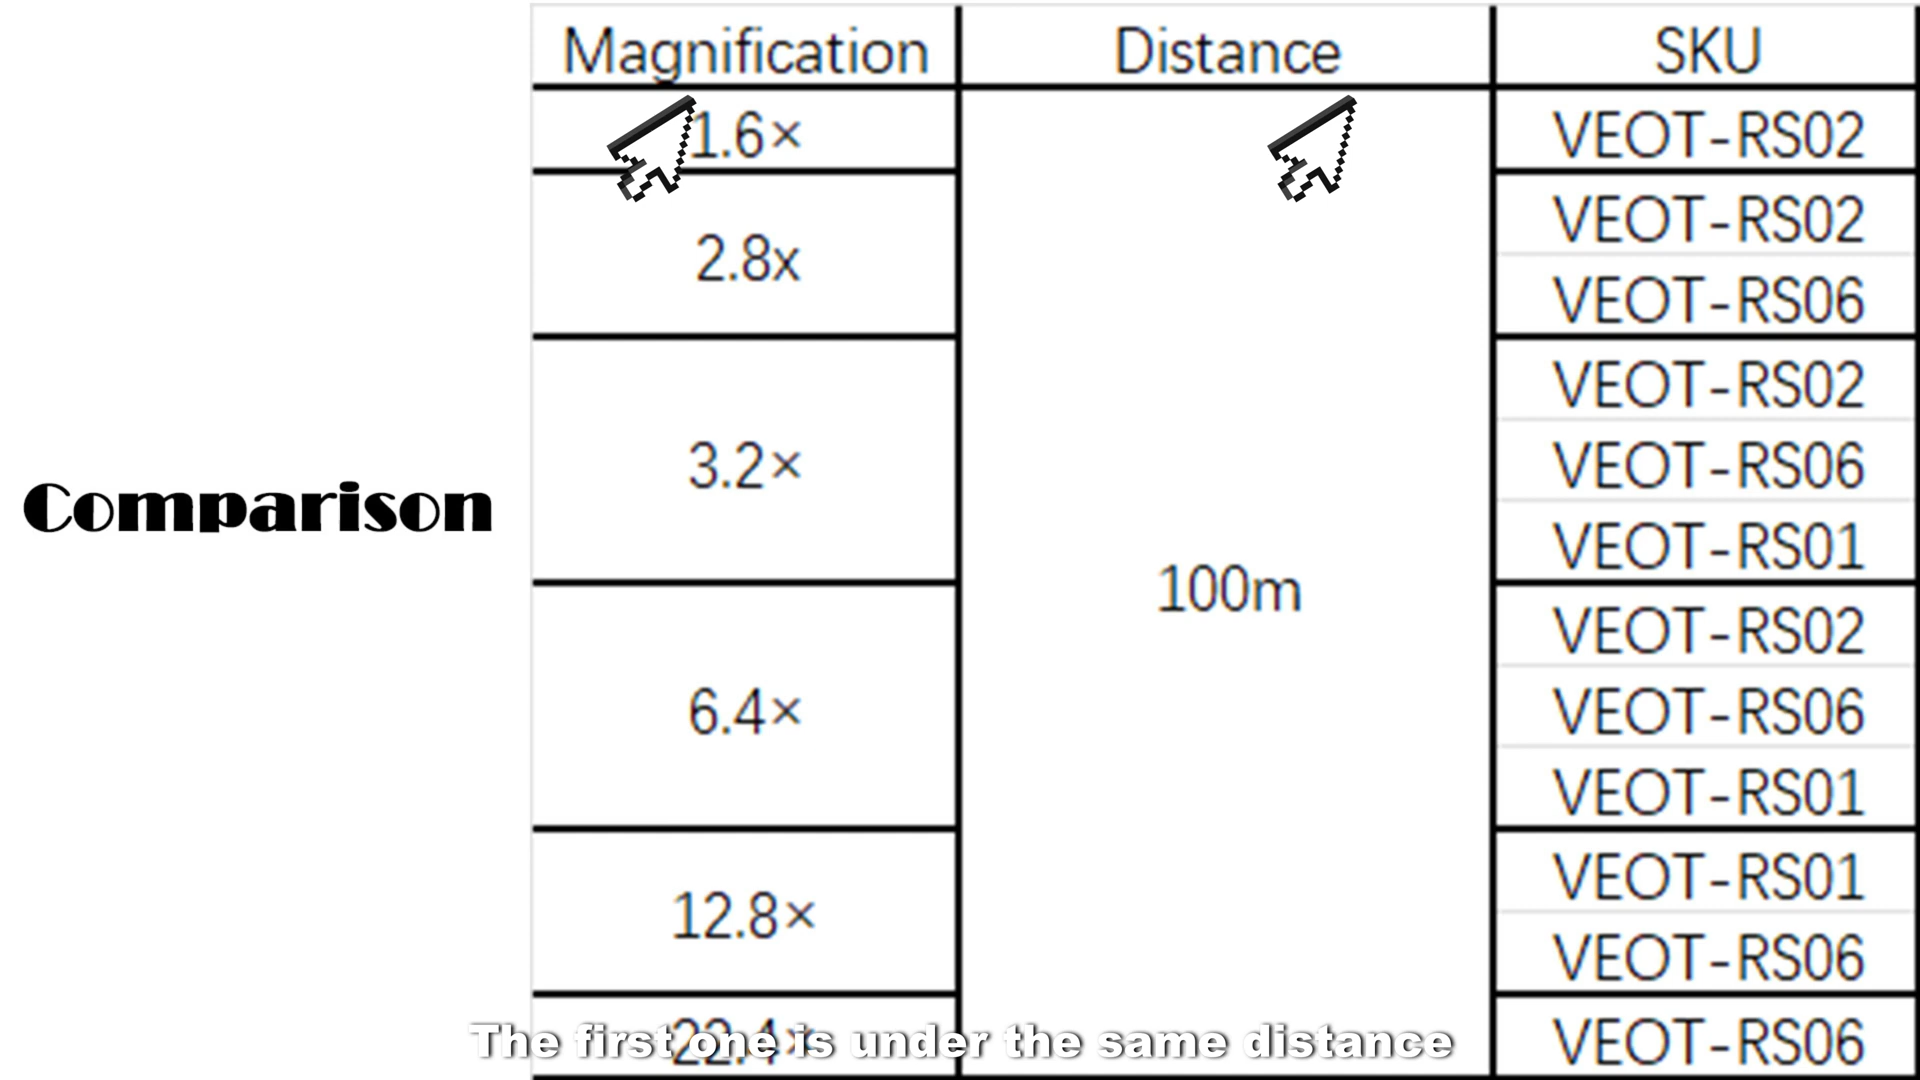 Magnification Distance SKU
1.6× VEOT-RS02
2.8x VEOT-RS02
VEOT-RS06
3.2× VEOT-RS02
VEOT-RS06
VEOT-RS01
Comparison
100m
6.4× VEOT-RS02
VEOT-RS06
VEOT-RS01
12.8× VEOT-RS01
VEOT-RS06
22.4× VEOT-RS06
The first one is under the same distance